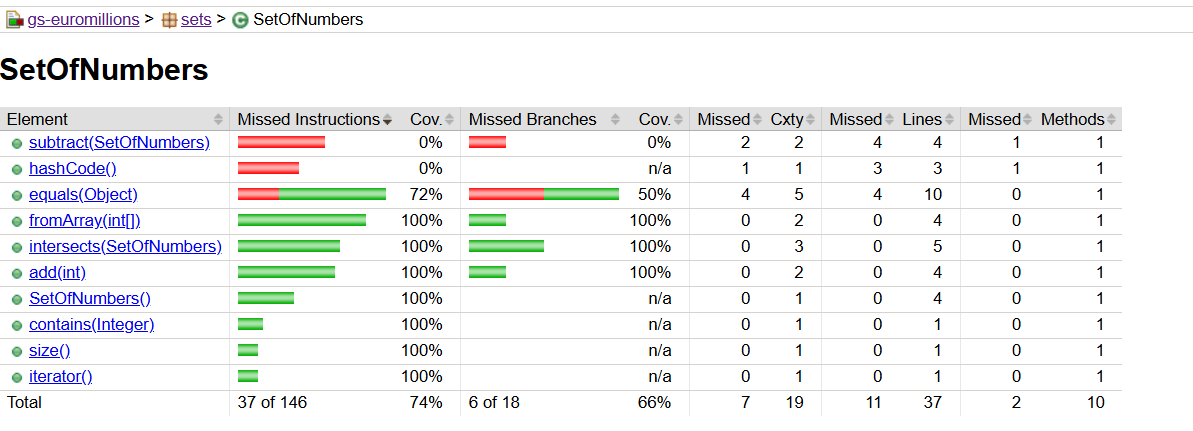 gs-euromillions > sets > SetOfNumbers
SetOfNumbers
Element Missed Instructions Cov. Missed Branches Cov. Missed Cxty Missed Lines Missed Methods
subtract(SetOfNumbers) 0% 0% 2 2 4 4 1 1
hashCode() 0% n/a 1 1 3 3 1 1
equals(Object) 72% 50% 4 5 4 10 0 1
fromArray(int[]) 100% 100% 0 2 0 4 0 1
intersects(SetOfNumbers) 100% 100% 0 3 0 5 0 1
add(int) 100% 100% 0 2 0 4 0 1
SetOfNumbers() 100% n/a 0 1 0 4 0 1
contains(Integer) 100% n/a 0 1 0 1 0 1
size() 100% n/a 0 1 0 1 0 1
iterator() 100% n/a 0 1 0 1 0 1
Total 37 of 146 74% 6 of 18 66% 7 19 11 37 2 10